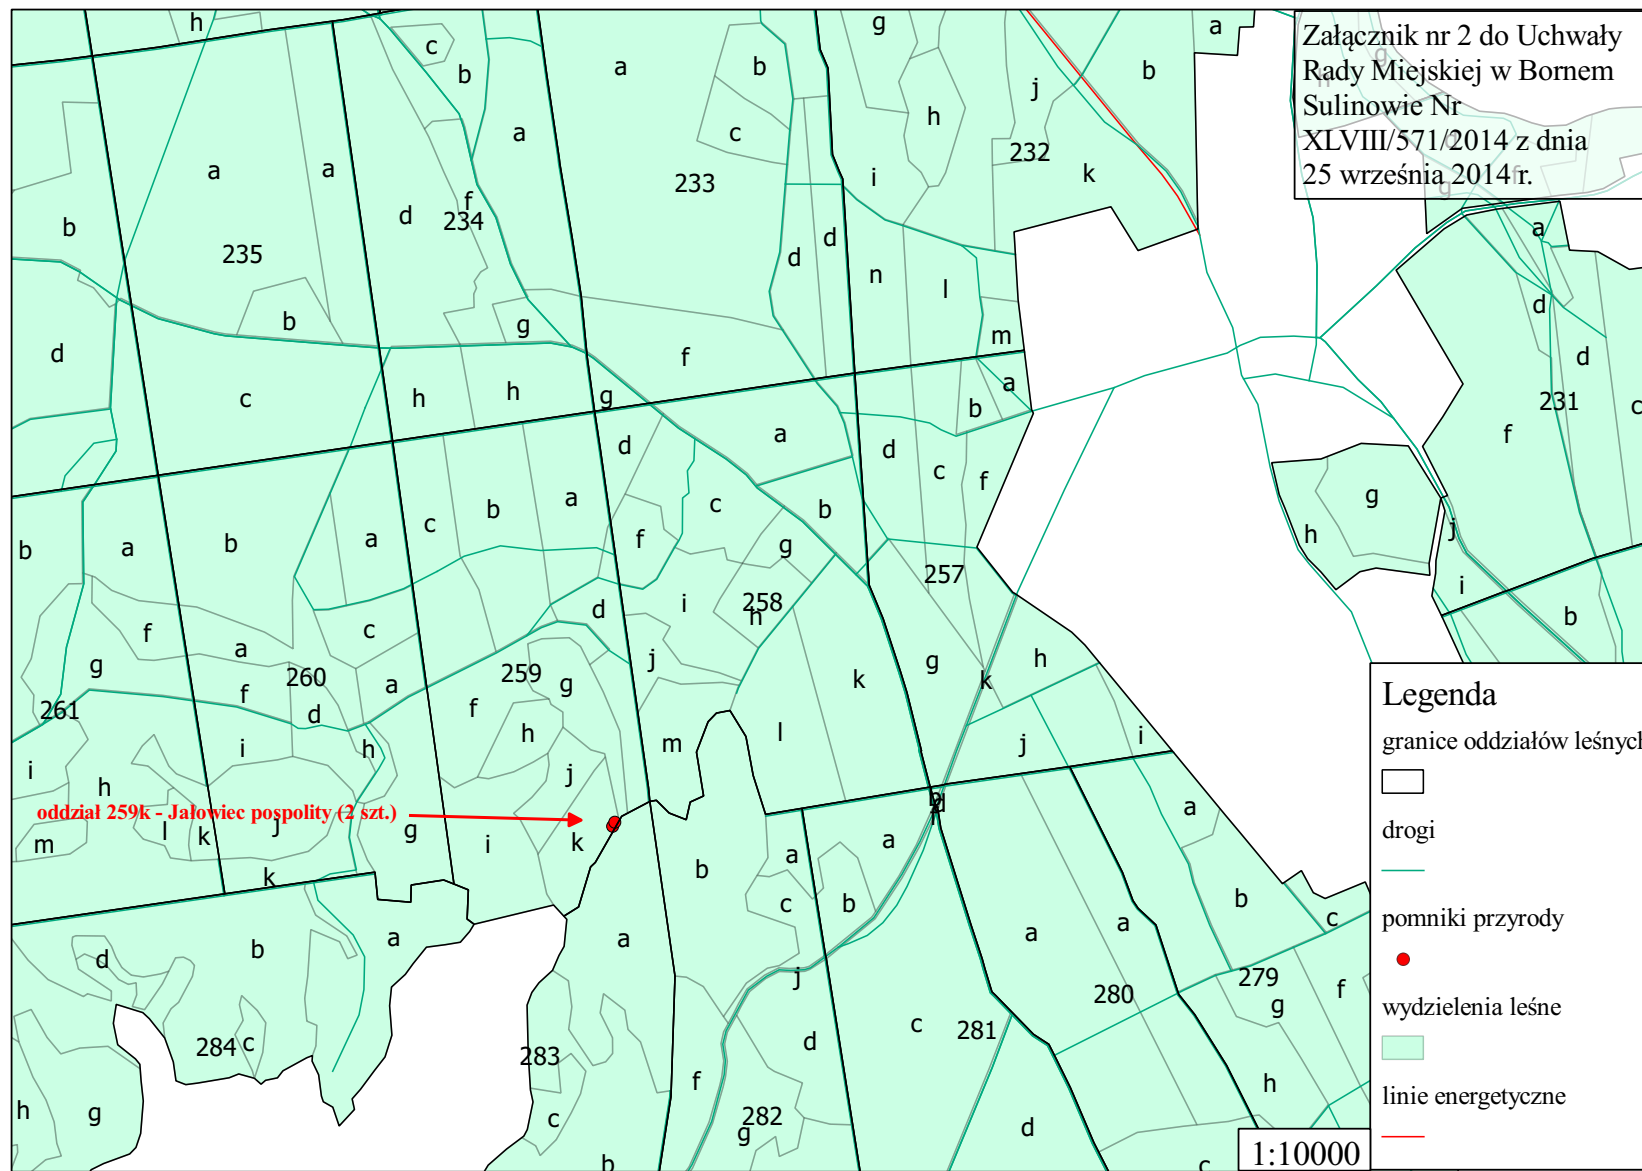 Załącznik nr 2 do Uchwały
Rady Miejskiej w Bornem
Sulinowie Nr
XLVIII/571/2014 z dnia
25 września 2014 r.
h
c
b
a
b
g
a
b
j
h
a
c
a
a
232
i
k
233
d
f
234
b
235
d
d
n
l
a
d
b
g
m
d
d
f
a
c
h
h
g
b
231
c
f
d
a
d
c
f
g
b
a
b
a
c
b
a
c
b
f
g
h
j
257
i
f
c
d
i
258
h
b
g
a
260
259
j
g
h
f
a
g
k
k
261
f
d
f
h
m
l
j
i
i
i
h
h
j
oddział 259k - Jałowiec pospolity (2 szt.)
m
l
k
j
g
i
k
a
a
d
a
k
b
c
b
b
c
d
b
a
a
a
a
j
279
280
g
f
284
c
283
d
c
281
h
g
c
f
282
g
d
h
b
c
Legenda
granice oddziałów leśnych
drogi
pomniki przyrody
wydzielenia leśne
linie energetyczne
1:10000